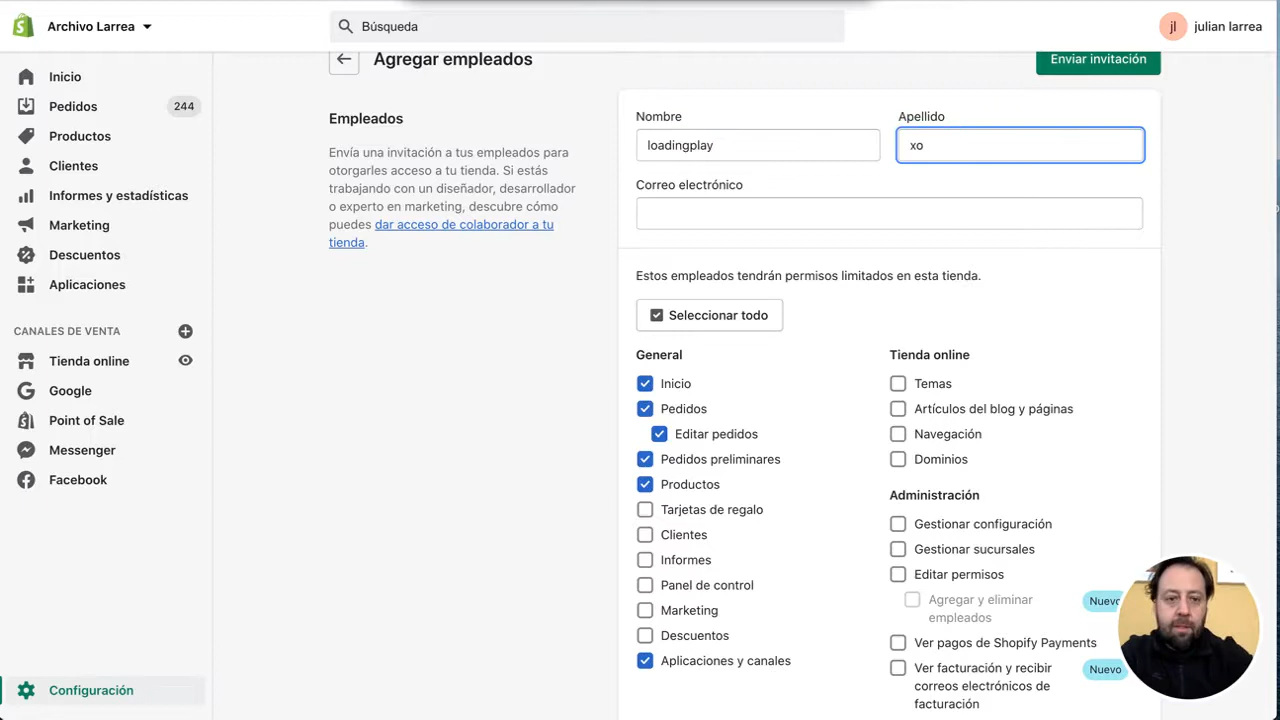 Archivo Larrea
Búsqueda
jl
julian larrea
Inicio
Pedidos
244
Productos
Clientes
Informes y estadísticas
Marketing
Descuentos
Aplicaciones
CANALES DE VENTA
Tienda online
Google
Point of Sale
Messenger
Facebook
Configuración
Agregar empleados
Enviar invitación
Empleados
Envía una invitación a tus empleados para
otorgarles acceso a tu tienda. Si estás
trabajando con un diseñador, desarrollador
o experto en marketing, descubre cómo
puedes dar acceso de colaborador a tu
tienda.
Nombre
loadingplay
Apellido
xo
Correo electrónico
Estos empleados tendrán permisos limitados en esta tienda.
Seleccionar todo
General
Inicio
Pedidos
Editar pedidos
Pedidos preliminares
Productos
Tarjetas de regalo
Clientes
Informes
Panel de control
Marketing
Descuentos
Aplicaciones y canales
Tienda online
Temas
Artículos del blog y páginas
Navegación
Dominios
Administración
Gestionar configuración
Gestionar sucursales
Editar permisos
Agregar y eliminar
empleados
Nuevo
Ver pagos de Shopify Payments
Ver facturación y recibir
correos electrónicos de
facturación
Nuevo